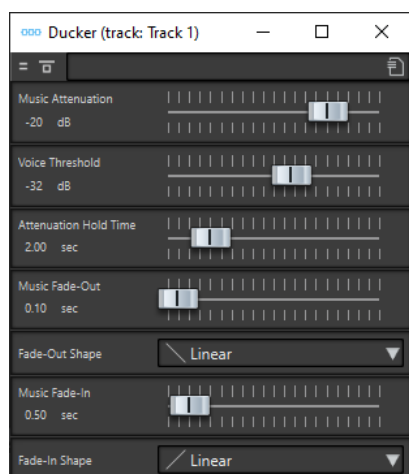 Ducker (track: Track 1)
Music Attenuation
-20 dB
Voice Threshold
-32 dB
Attenuation Hold Time
2.00 sec
Music Fade-Out
0.10 sec
Fade-Out Shape
Linear
Music Fade-In
0.50 sec
Fade-In Shape
Linear